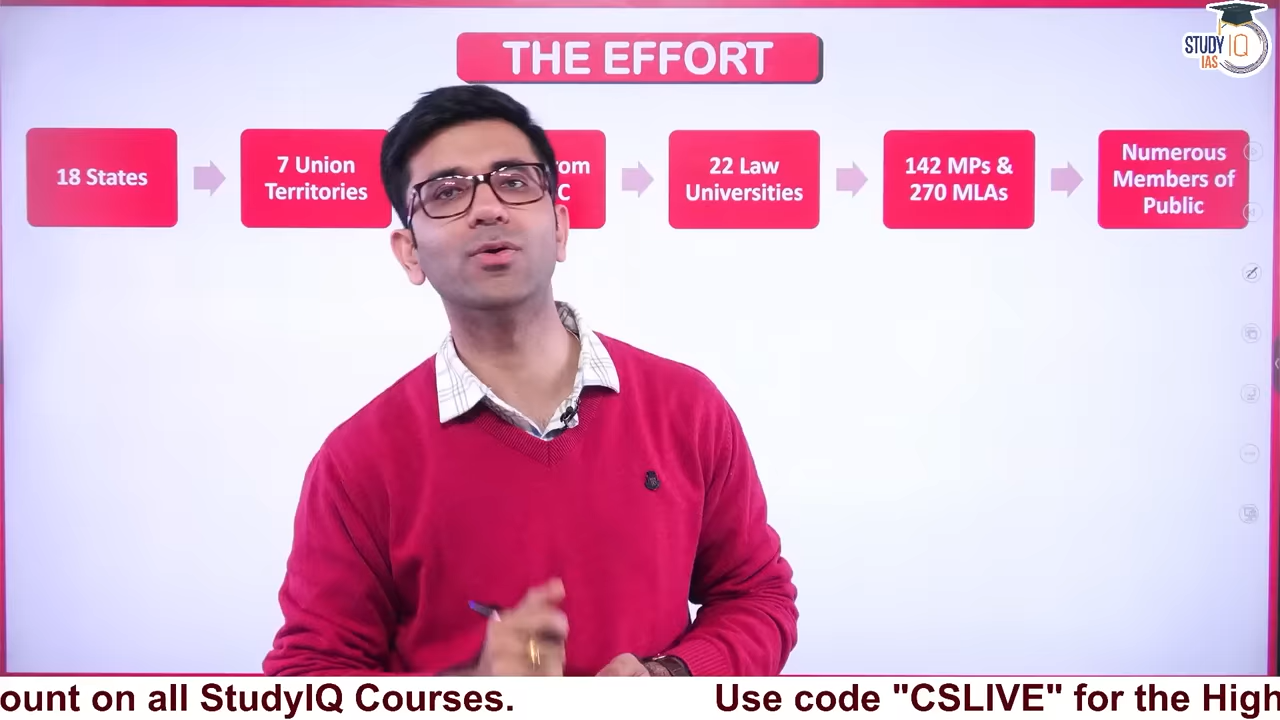 THE EFFORT
STUDY IQ
IAS
18 States
7 Union
Territories
22 Law
Universities
142 MPs &
270 MLAs
Numerous
Members of
Public
ount on all StudyIQ Courses.
Use code "CSLIVE" for the High